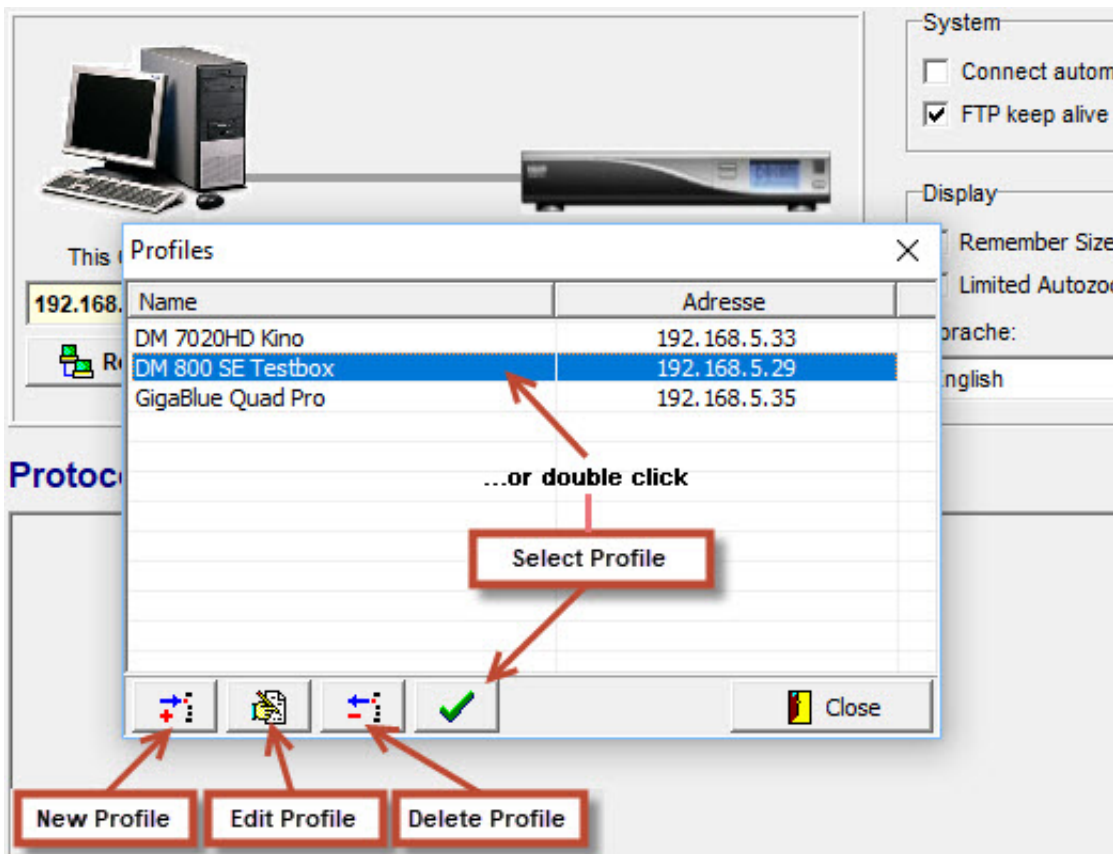 System
Connect autom
FTP keep alive
Display
Remember Size
Limited Autozoo
prache:
nglish
This
192.168.
Re
Profiles
Name Adresse
DM 7020HD Kino 192.168.5.33
DM 800 SE Testbox 192.168.5.29
GigaBlue Quad Pro 192.168.5.35
...or double click
Select Profile
Close
Protoc
New Profile Edit Profile Delete Profile